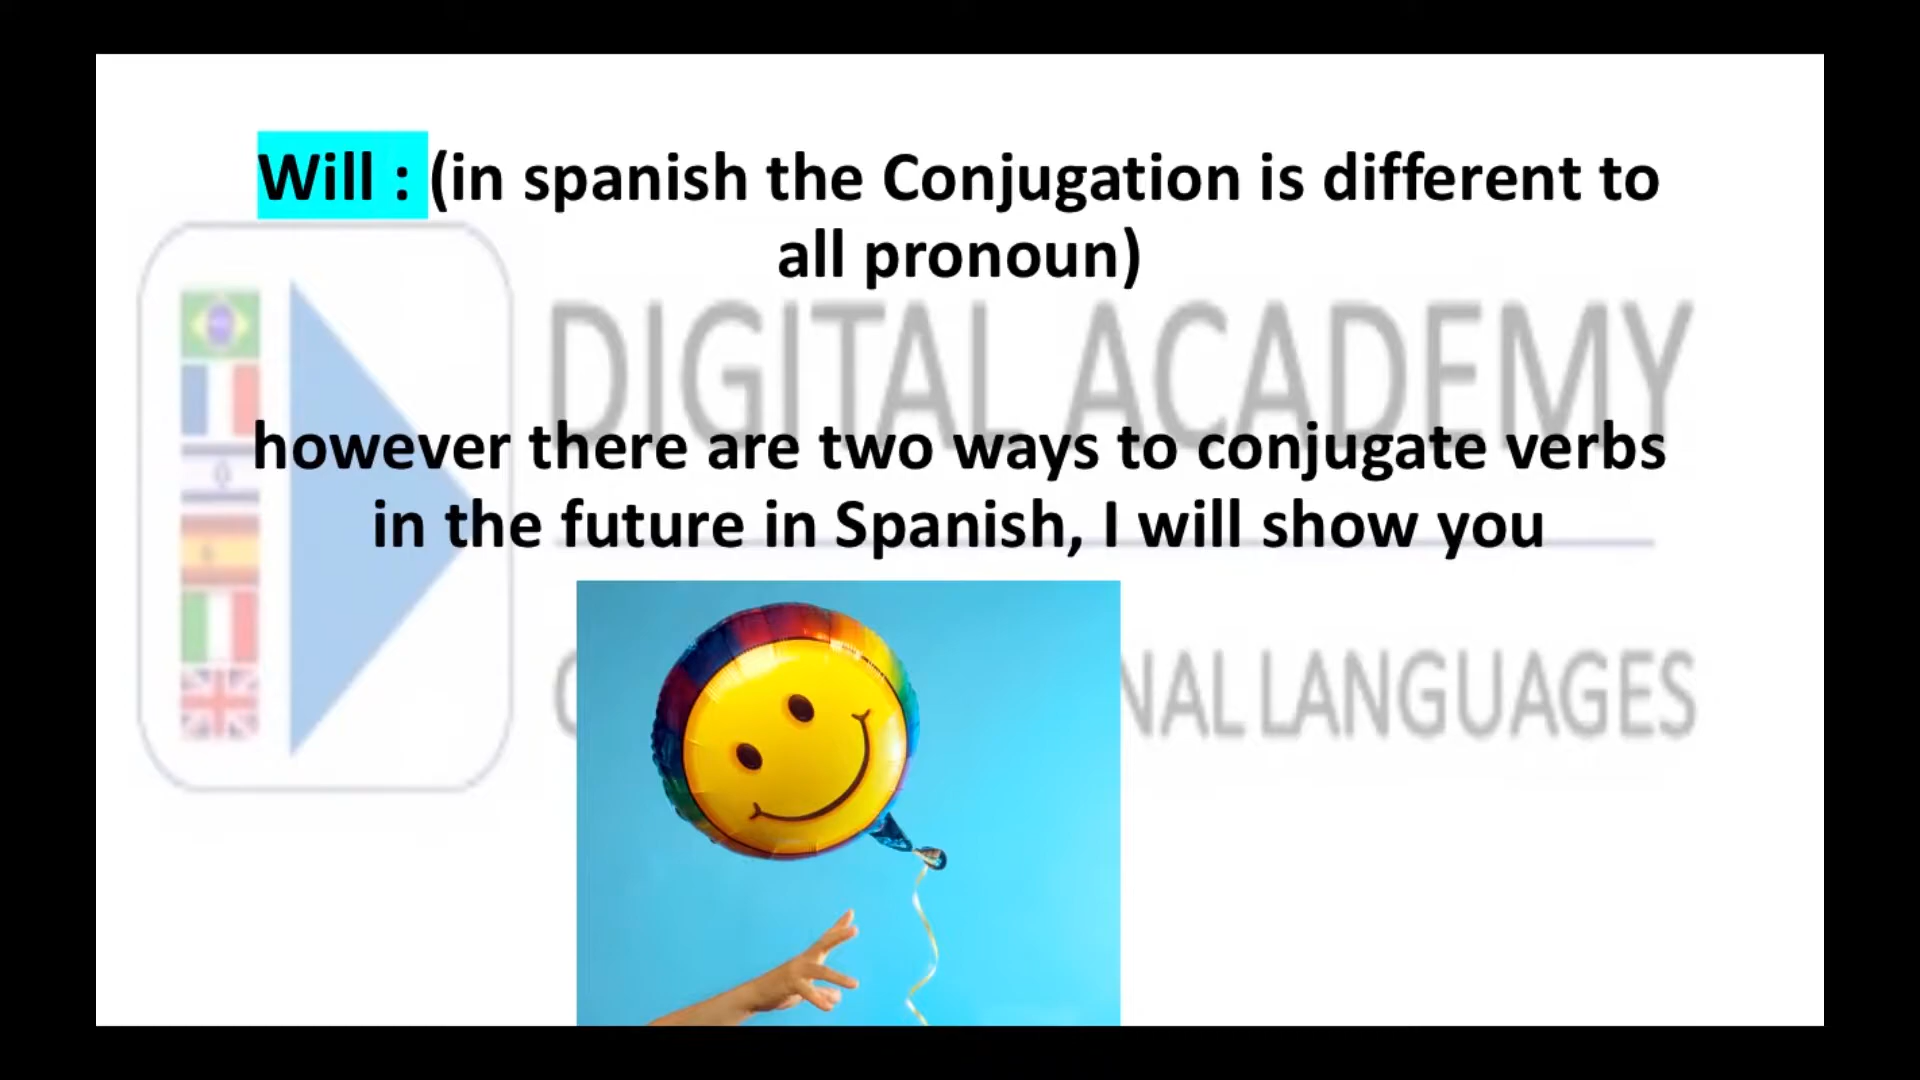 Will : (in spanish the Conjugation is different to
all pronoun)
DIGITAL ACADEMY
however there are two ways to conjugate verbs
in the future in Spanish, I will show you
LANGUAGES